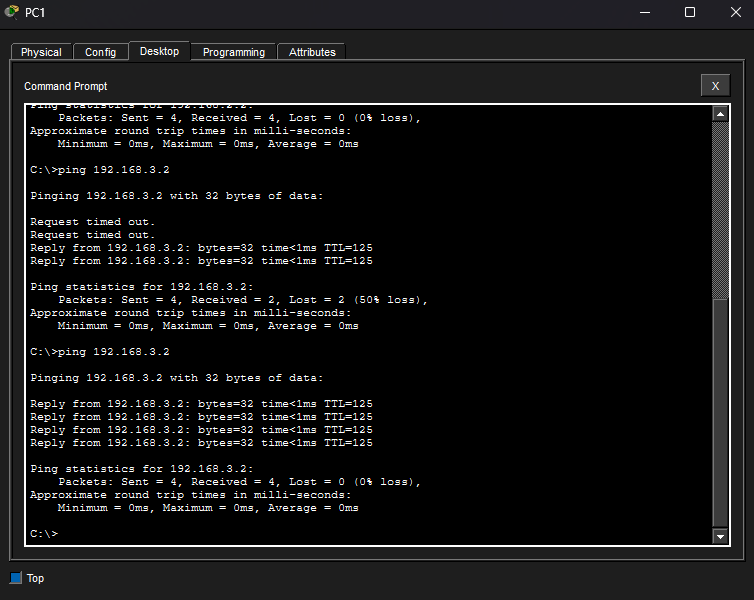 PC1
Physical Config Desktop Programming Attributes
Command Prompt
X
Ping statistics for 192.168.2.2:
Packets: Sent = 4, Received = 4, Lost = 0 (0% loss),
Approximate round trip times in milli-seconds:
Minimum = 0ms, Maximum = 0ms, Average = 0ms
C:\>ping 192.168.3.2
Pinging 192.168.3.2 with 32 bytes of data:
Request timed out.
Request timed out.
Reply from 192.168.3.2: bytes=32 time<1ms TTL=125
Reply from 192.168.3.2: bytes=32 time<1ms TTL=125
Ping statistics for 192.168.3.2:
Packets: Sent = 4, Received = 2, Lost = 2 (50% loss),
Approximate round trip times in milli-seconds:
Minimum = 0ms, Maximum = 0ms, Average = 0ms
C:\>ping 192.168.3.2
Pinging 192.168.3.2 with 32 bytes of data:
Reply from 192.168.3.2: bytes=32 time<1ms TTL=125
Reply from 192.168.3.2: bytes=32 time<1ms TTL=125
Reply from 192.168.3.2: bytes=32 time<1ms TTL=125
Reply from 192.168.3.2: bytes=32 time<1ms TTL=125
Ping statistics for 192.168.3.2:
Packets: Sent = 4, Received = 4, Lost = 0 (0% loss),
Approximate round trip times in milli-seconds:
Minimum = 0ms, Maximum = 0ms, Average = 0ms
C:\>
Top